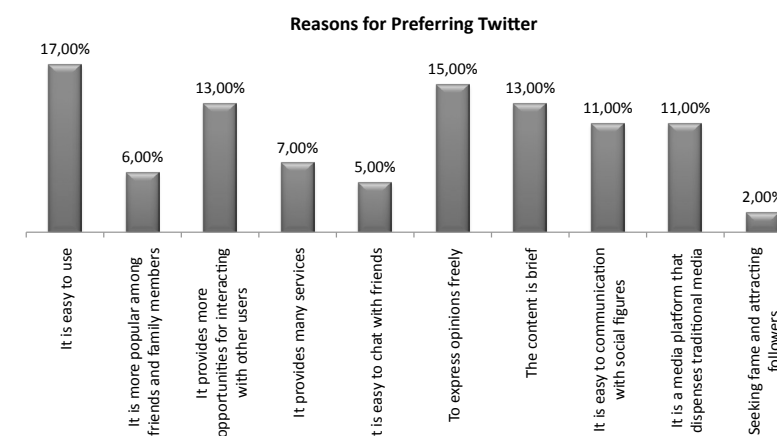 Reasons for Preferring Twitter
17,00%
6,00%
13,00%
7,00%
5,00%
15,00%
13,00%
11,00%
11,00%
2,00%
It is easy to use
It is more popular among
friends and family members
It provides more
opportunities for interacting
with other users
It provides many services
t is easy to chat with friends
To express opinions freely
The content is brief
It is easy to communication
with social figures
It is a media platform that
dispenses traditional media
Seeking fame and attracting
followers